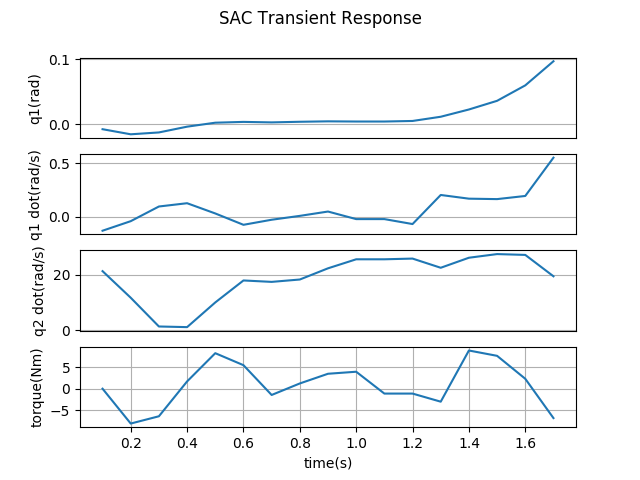 SAC Transient Response
q1(rad)
0.1
0.0
q1 dot(rad/s)
0.5
0.0
q2 dot(rad/s)
20
0
torque(Nm)
5
0
−5
0.2 0.4 0.6 0.8 1.0 1.2 1.4 1.6
time(s)